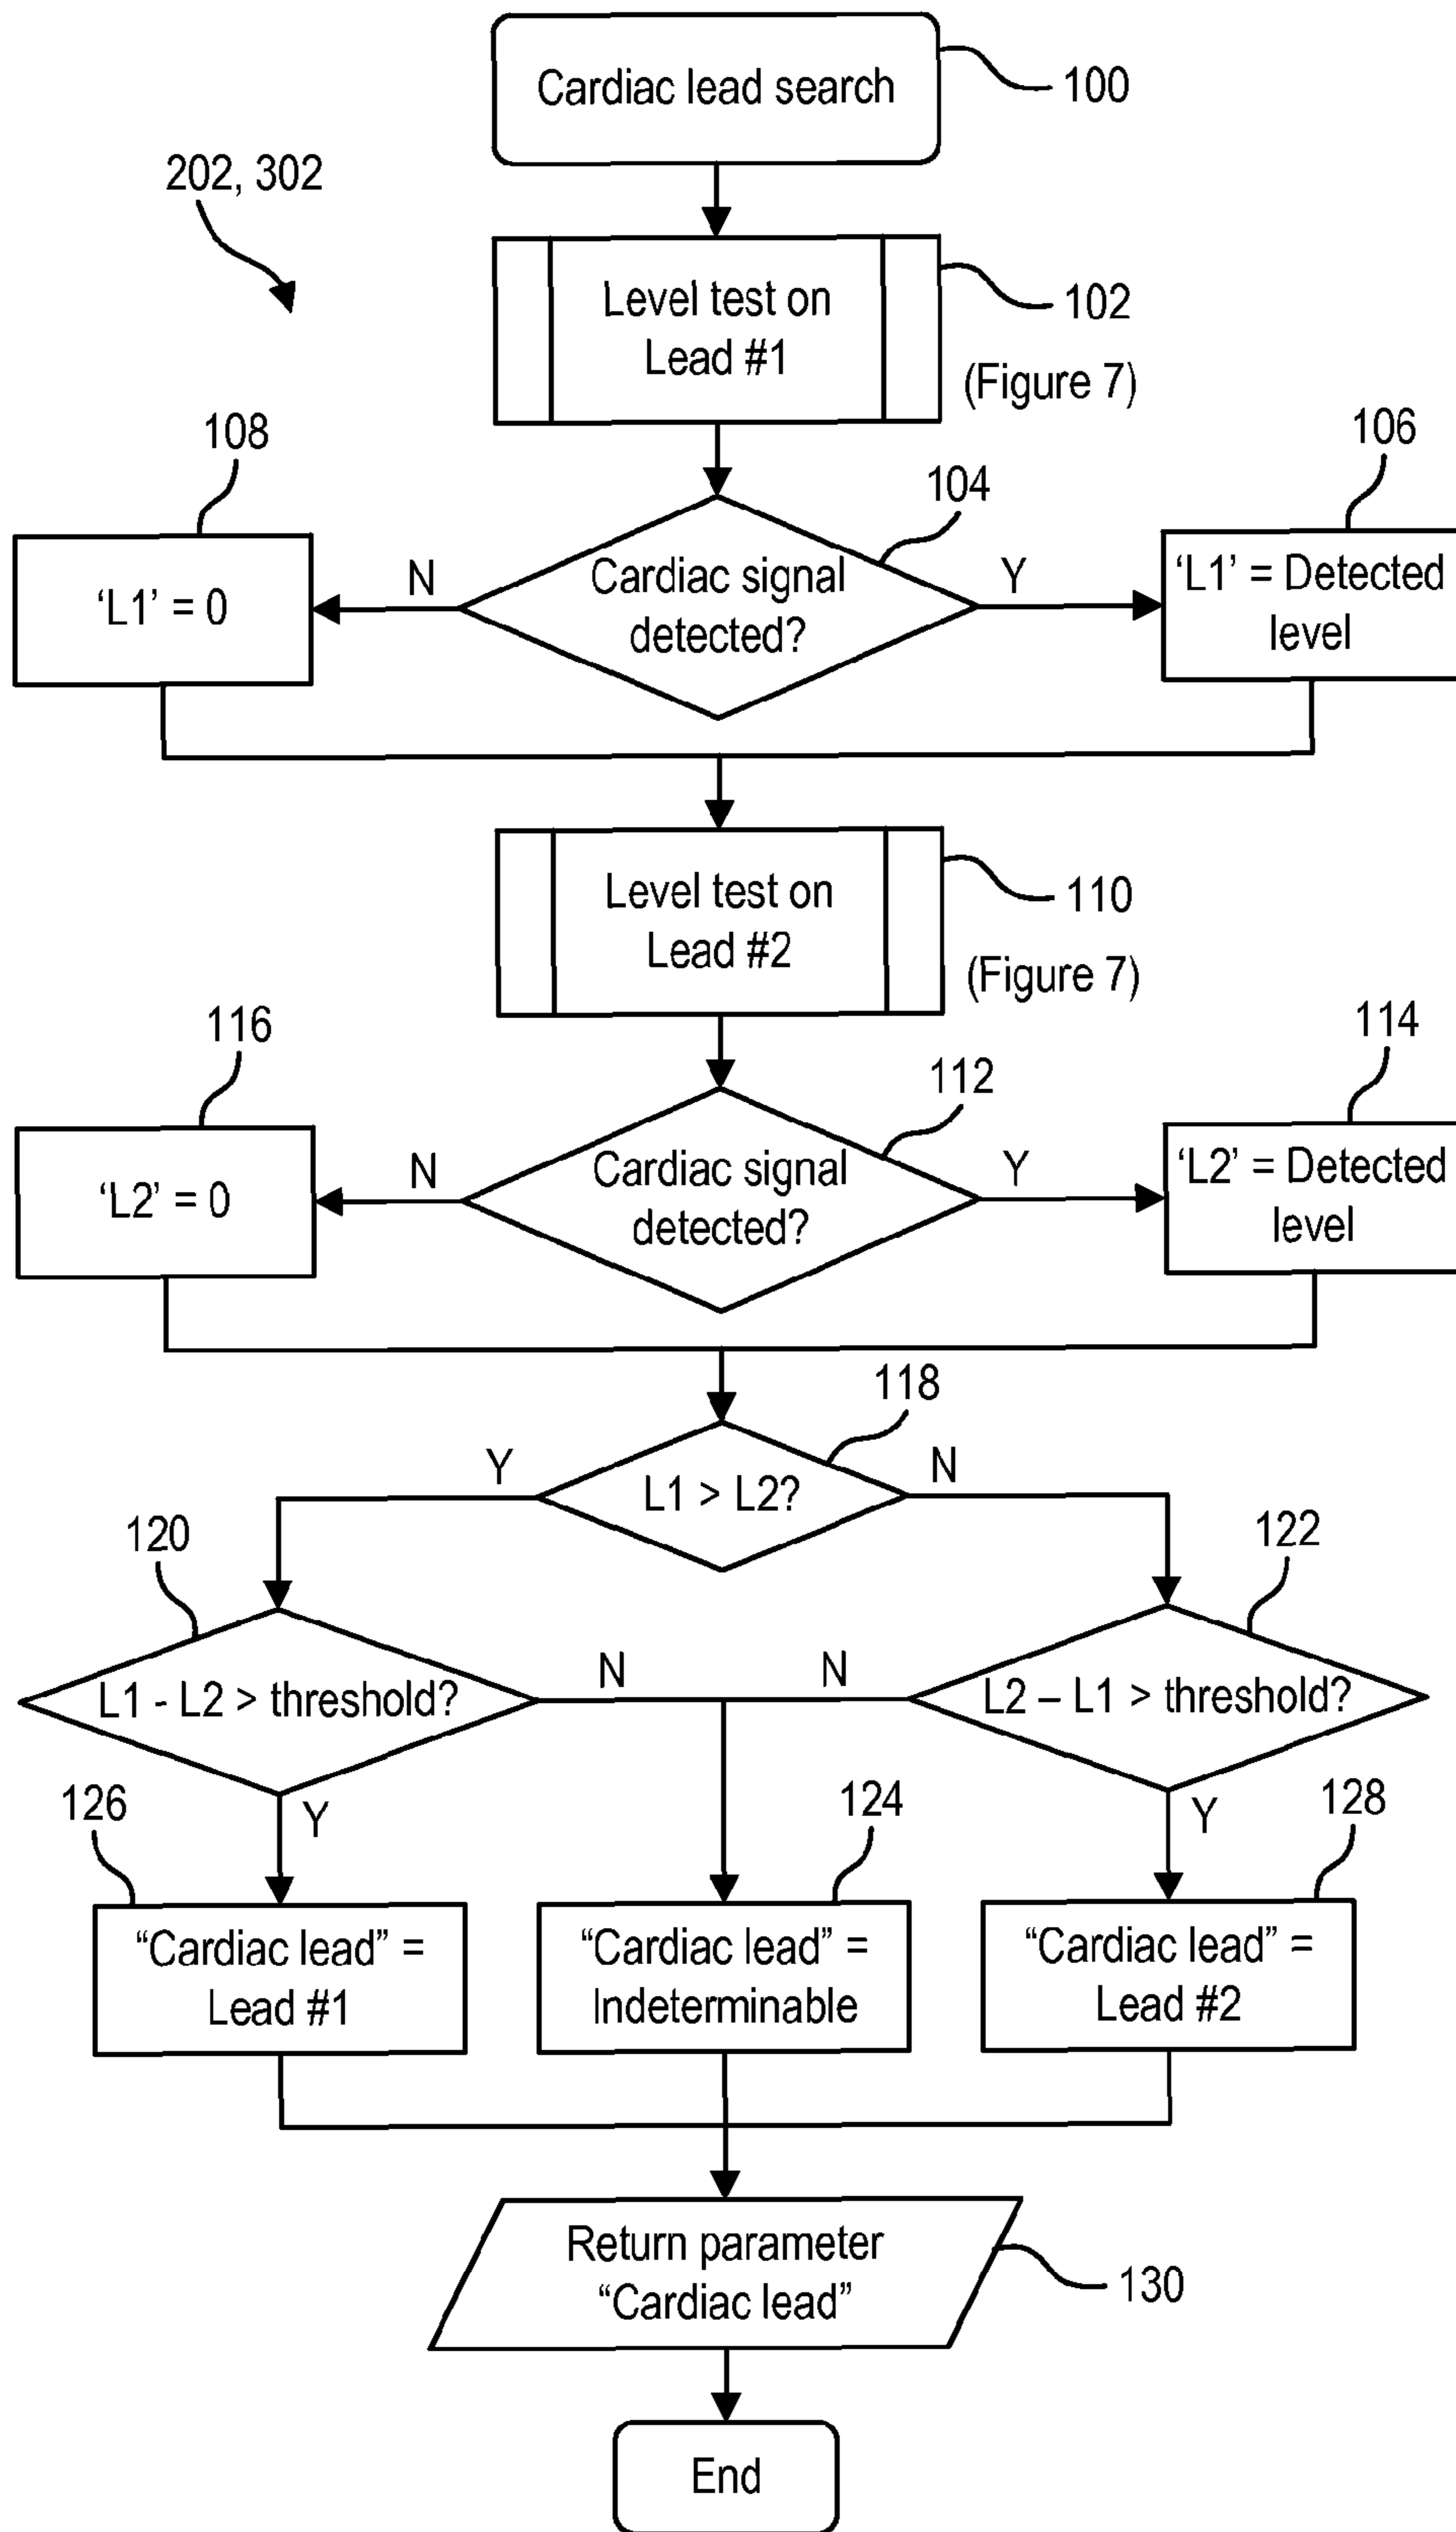 Cardiac lead search
100
202, 302
Level test on
Lead #1
102
(Figure 7)
108
104
106
'L1' = 0
N
Cardiac signal
detected?
Y
‘L1’ = Detected
level
Level test on
Lead #2
110
(Figure 7)
116
112
114
‘L2’ = 0
N
Cardiac signal
detected?
Y
‘L2’ = Detected
level
118
Y
L1 > L2?
N
120
122
L1 - L2 > threshold?
N
N
L2 – L1 > threshold?
126
Y
124
Y
128
“Cardiac lead” =
Lead #1
“Cardiac lead” =
Indeterminable
“Cardiac lead” =
Lead #2
Return parameter
“Cardiac lead”
130
End